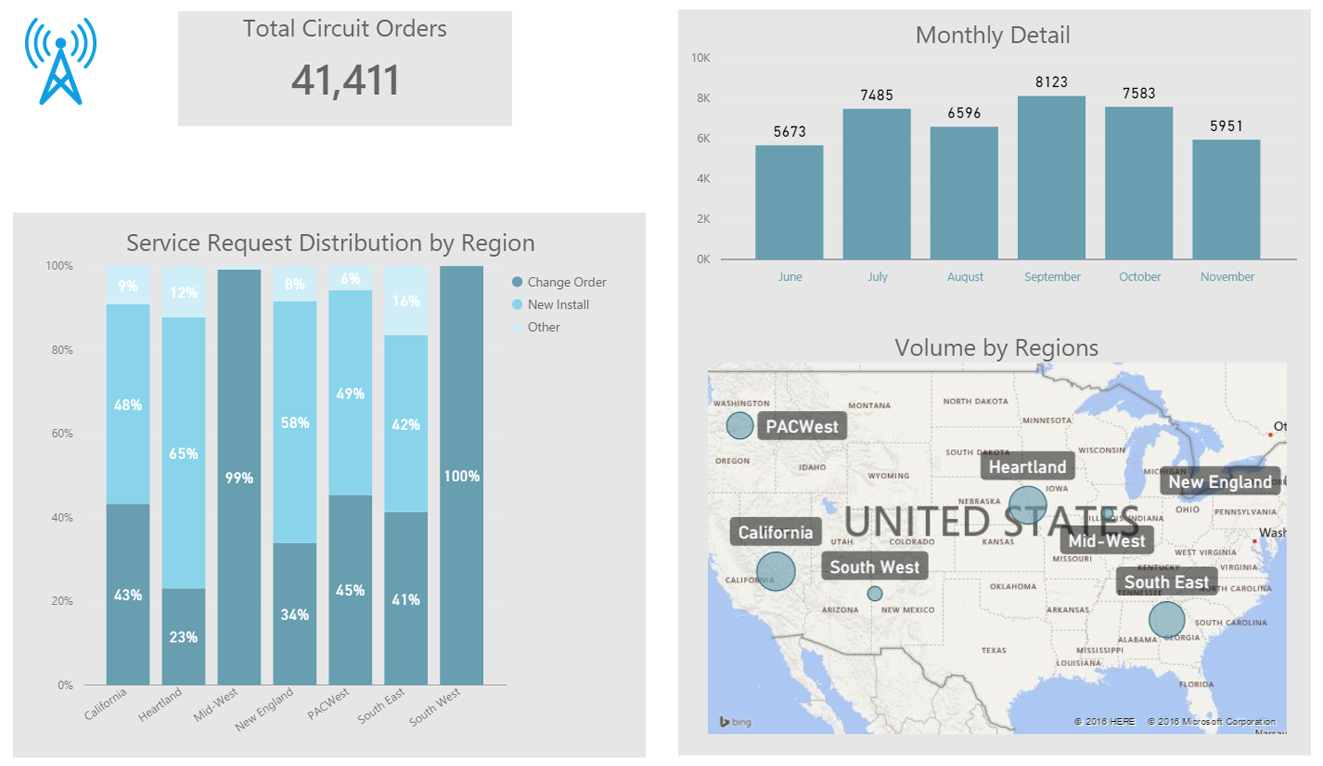 Total Circuit Orders
41,411
Service Request Distribution by Region
100%
80%
60%
40%
20%
0%
9%
48%
43%
12%
65%
23%
99%
8%
58%
34%
6%
49%
45%
16%
42%
41%
100%
California
Heartland
Mid-West
New England
PACWest
South East
South West
Change Order
New Install
Other
Monthly Detail
10K
8K
6K
4K
2K
0K
5673
7485
6596
8123
7583
5951
June
July
August
September
October
November
Volume by Regions
WASHINGTON
MONTANA
NORTH DAKOTA
MINNESOTA
Ot
PACWest
OREGON
IDAHO
WYOMING
SOUTH DAKOTA
WISCONSIN
MICHIGAN
Heartland
New England
NEBRASKA
IOWA
ILLINOIS
INDIANA
OHIO
PENNSYLVANIA
UNITED STATES
California
UTAH
COLORADO
KANSAS
Mid-West
Wash
MISSOURI
WEST VIRGINIA
KENTUCKY
VIRGINIA
South West
CALIFORNIA
South East
TENNESSEE
NORTH CAROLINA
OKLAHOMA
ARIZONA
NEW MEXICO
ARKANSAS
SOUTH CAROLINA
ALABAMA
GEORGIA
TEXAS
MISSISSIPPI
LOUISIANA
FLORIDA
bing
© 2016 HERE © 2016 Microsoft Corporation